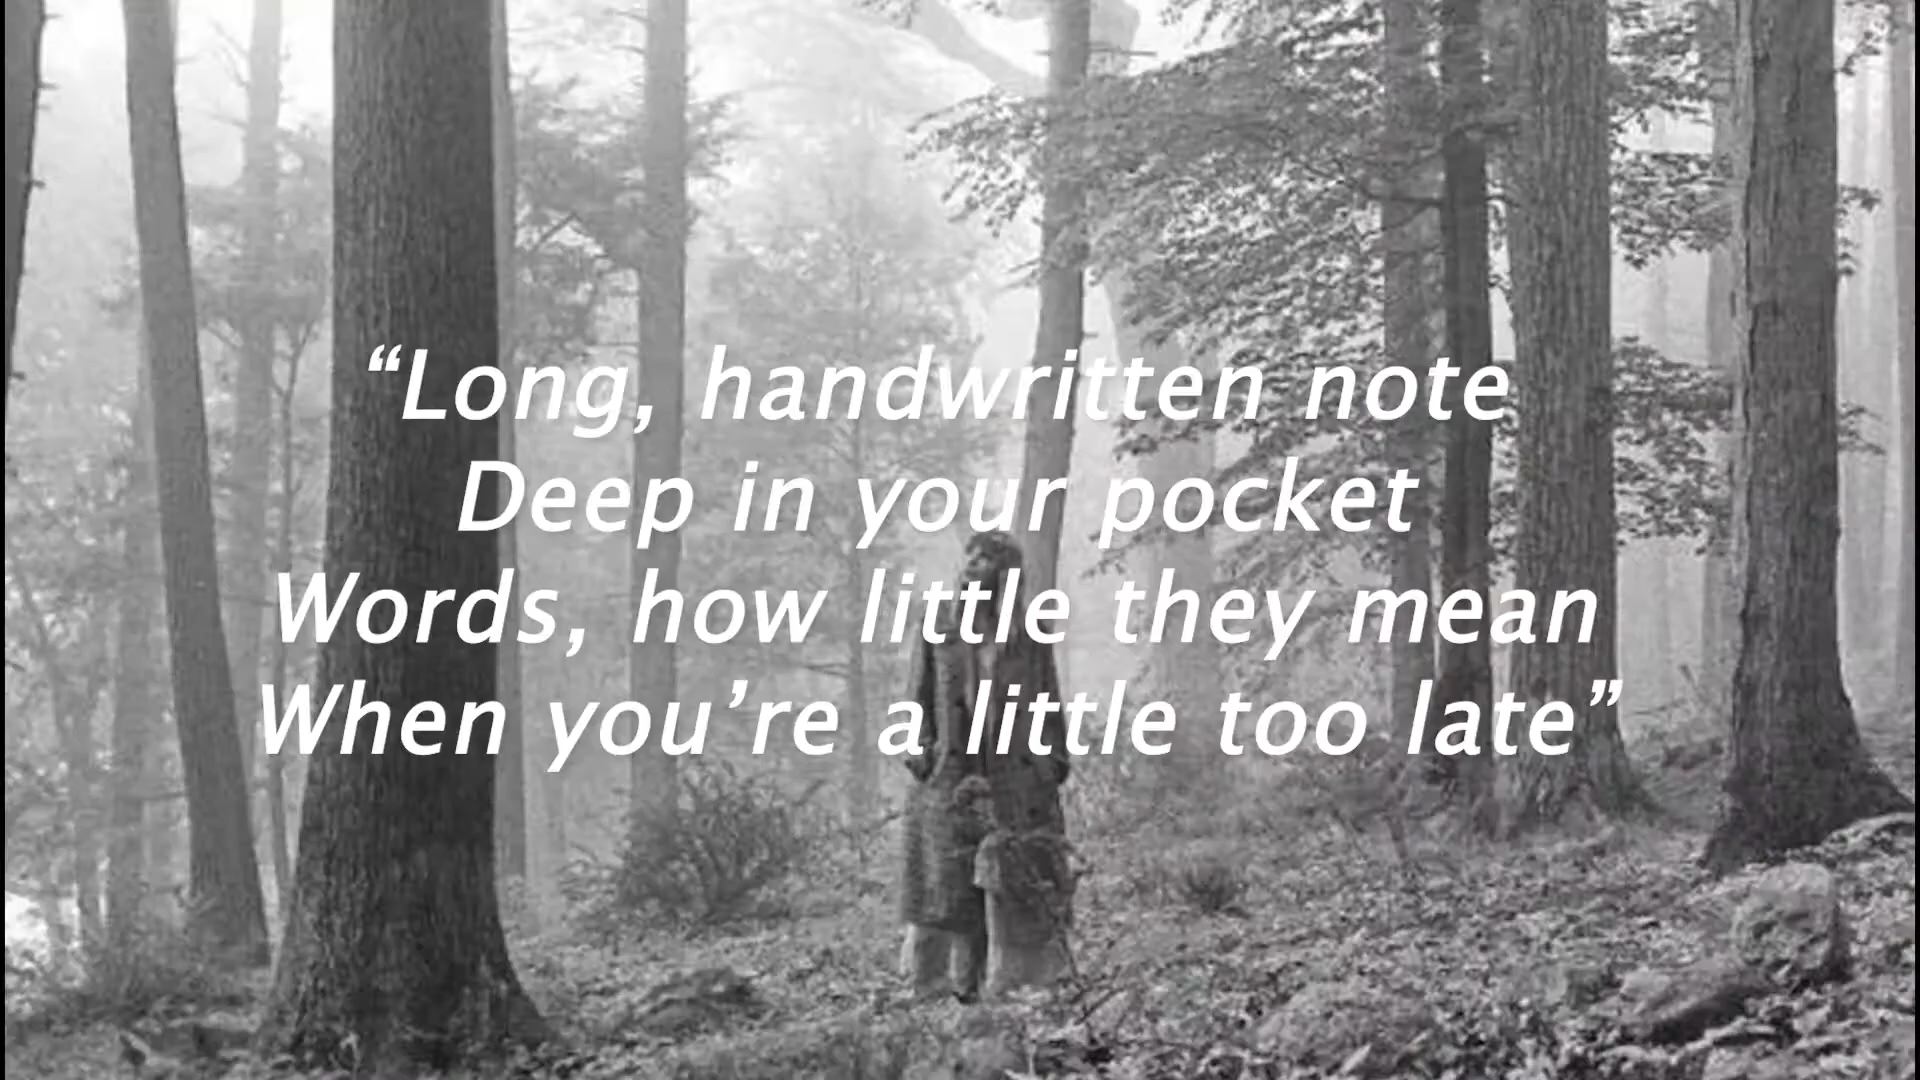 “Long, handwritten note
Deep in your pocket
Words, how little they mean
When you’re a little too late”